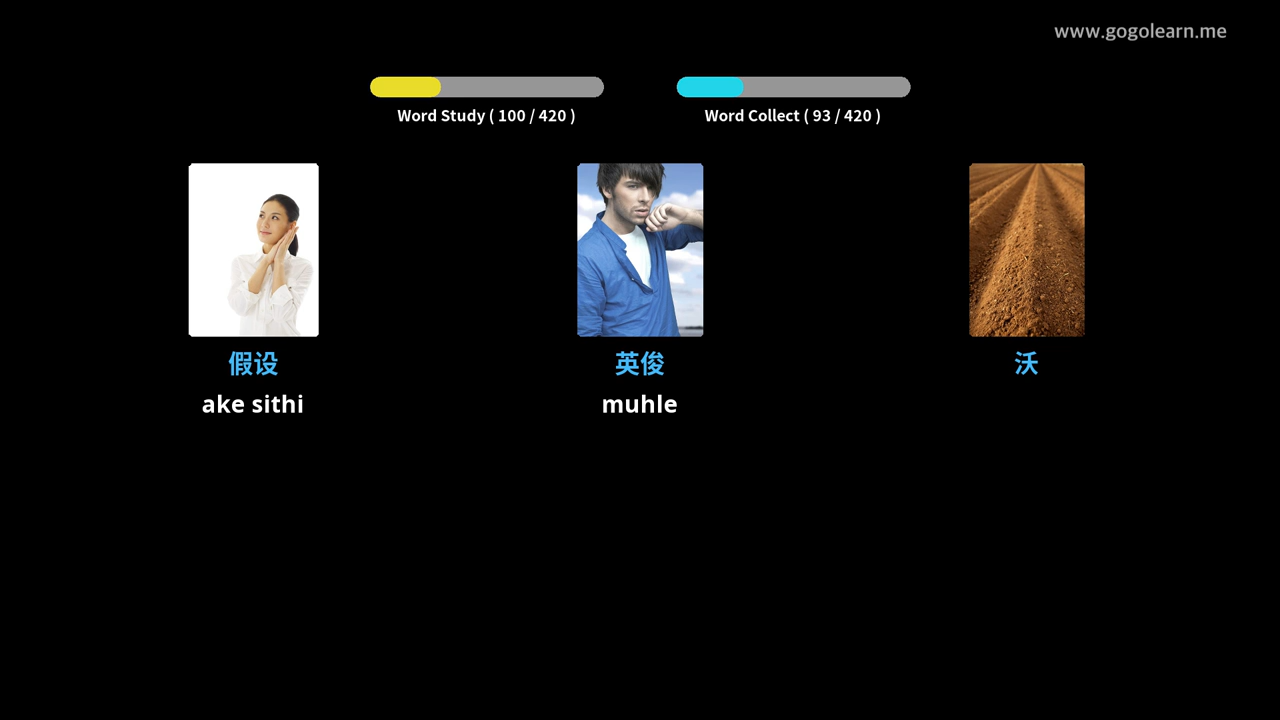 www.gogolearn.me
Word Study ( 100 / 420 )
Word Collect ( 93 / 420 )
假设
英俊
沃
ake sithi
muhle